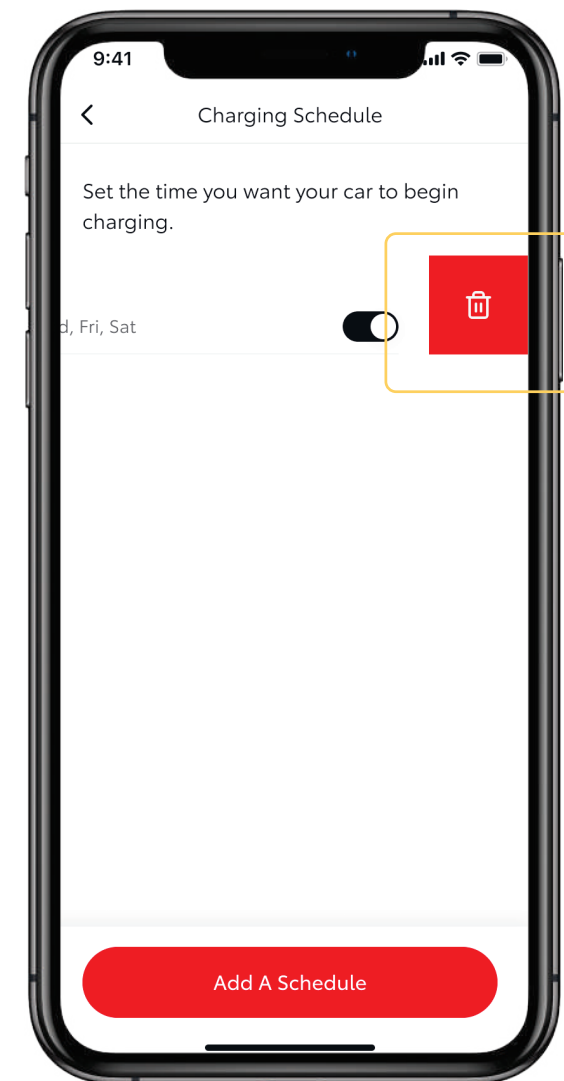 9:41
Charging Schedule
Set the time you want your car to begin
charging.
d, Fri, Sat
Add A Schedule